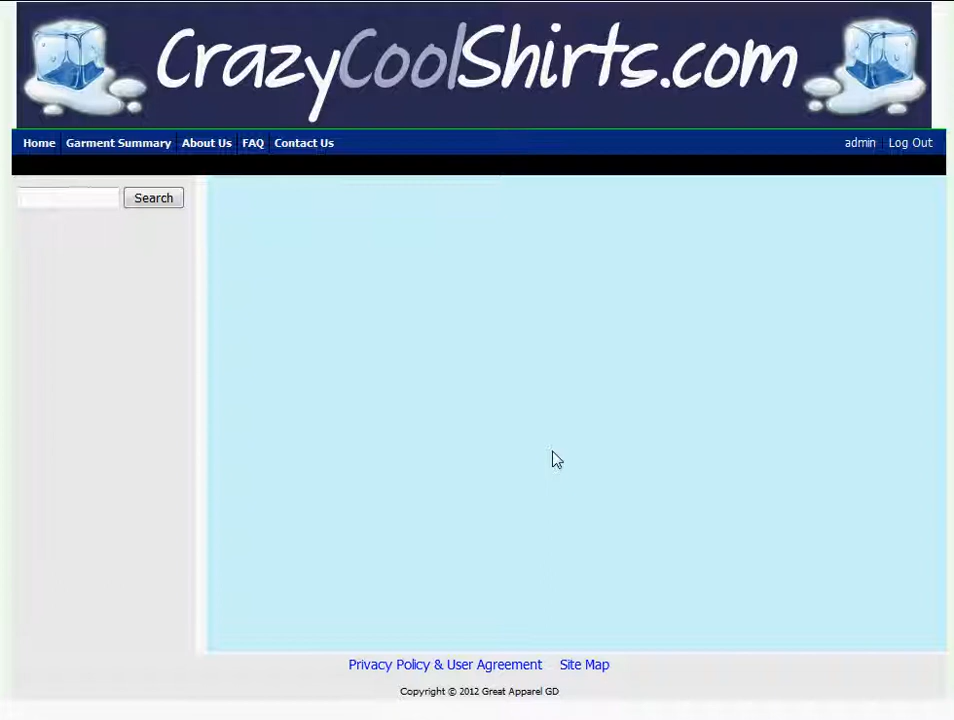 CrazyCoolShirts.com
Home Garment Summary About Us FAQ Contact Us admin Log Out
Search
Privacy Policy & User Agreement Site Map
Copyright © 2012 Great Apparel GD